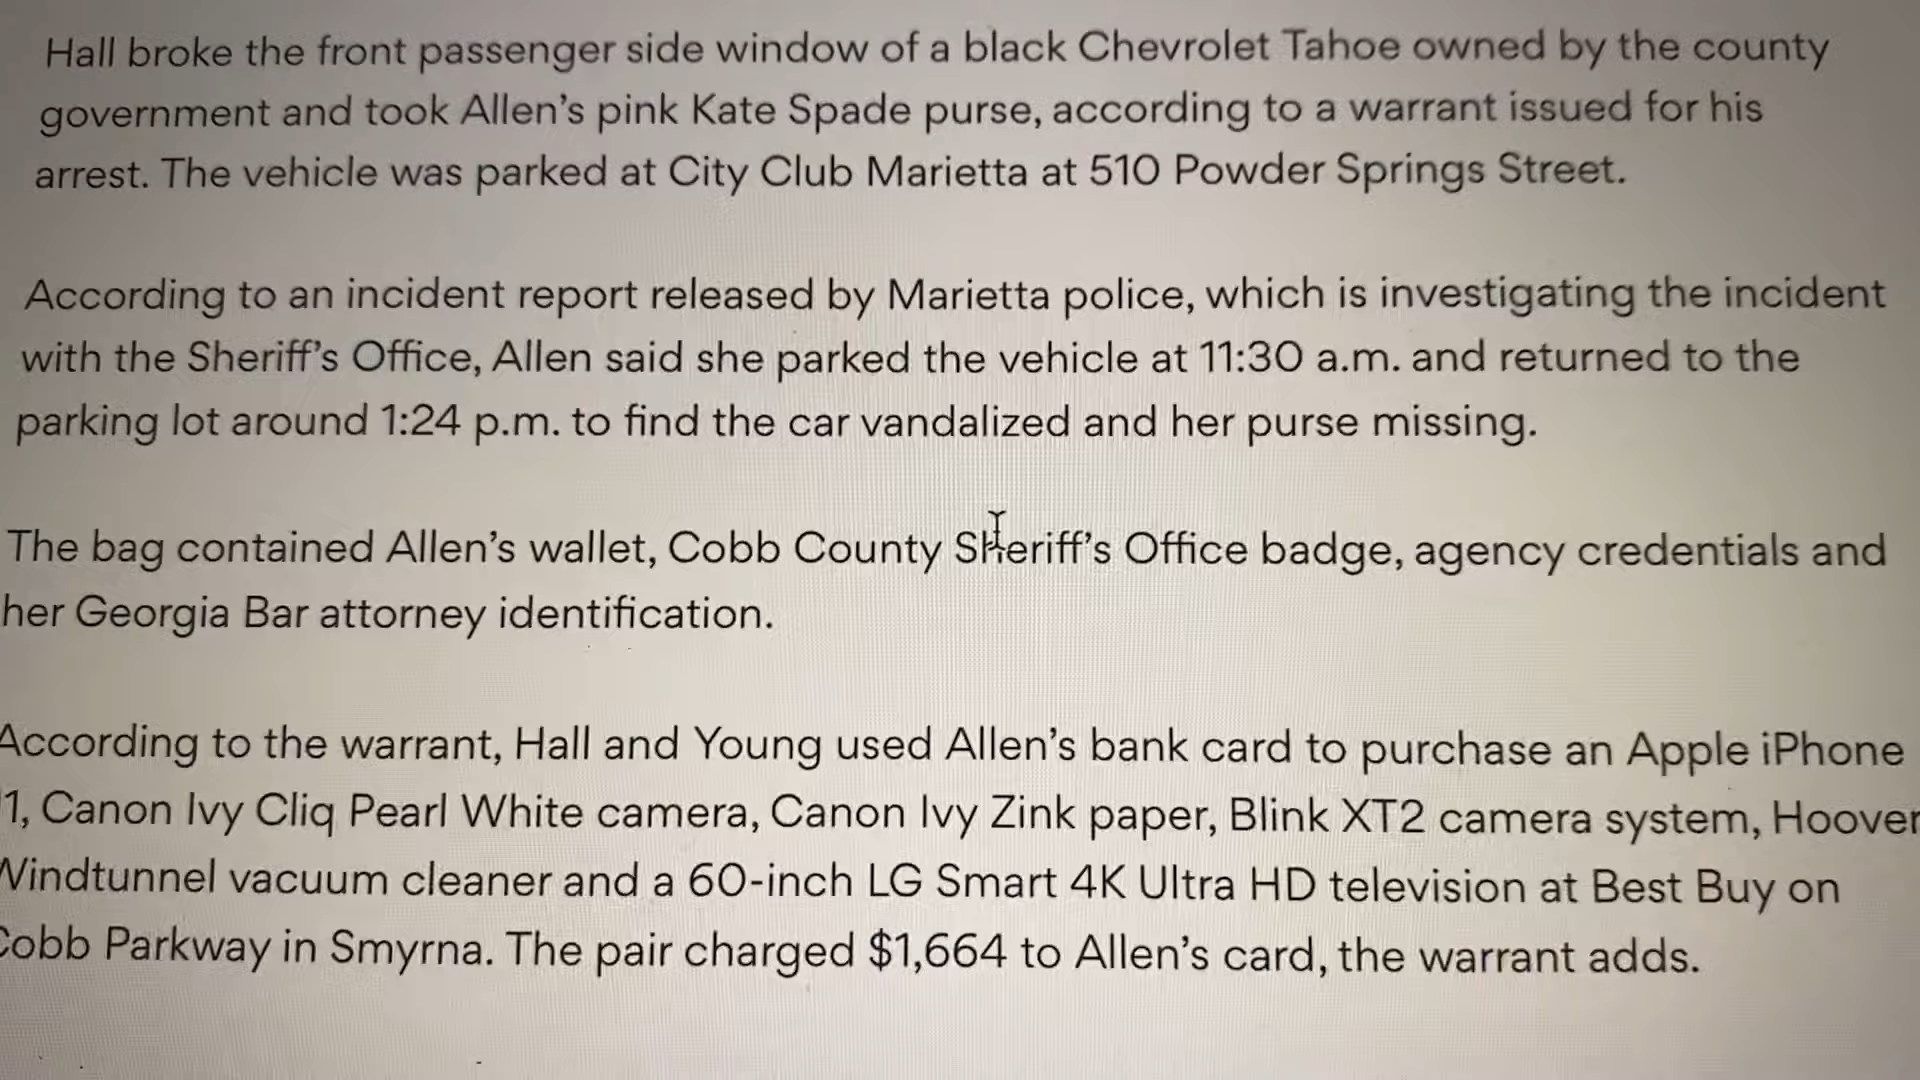 Hall broke the front passenger side window of a black Chevrolet Tahoe owned by the county
government and took Allen's pink Kate Spade purse, according to a warrant issued for his
arrest. The vehicle was parked at City Club Marietta at 510 Powder Springs Street.
According to an incident report released by Marietta police, which is investigating the incident
with the Sheriff's Office, Allen said she parked the vehicle at 11:30 a.m. and returned to the
parking lot around 1:24 p.m. to find the car vandalized and her purse missing.
The bag contained Allen's wallet, Cobb County Sheriff's Office badge, agency credentials and
her Georgia Bar attorney identification.
According to the warrant, Hall and Young used Allen's bank card to purchase an Apple iPhone
1, Canon Ivy Cliq Pearl White camera, Canon Ivy Zink paper, Blink XT2 camera system, Hoover
Windtunnel vacuum cleaner and a 60-inch LG Smart 4K Ultra HD television at Best Buy on
Cobb Parkway in Smyrna. The pair charged $1,664 to Allen's card, the warrant adds.